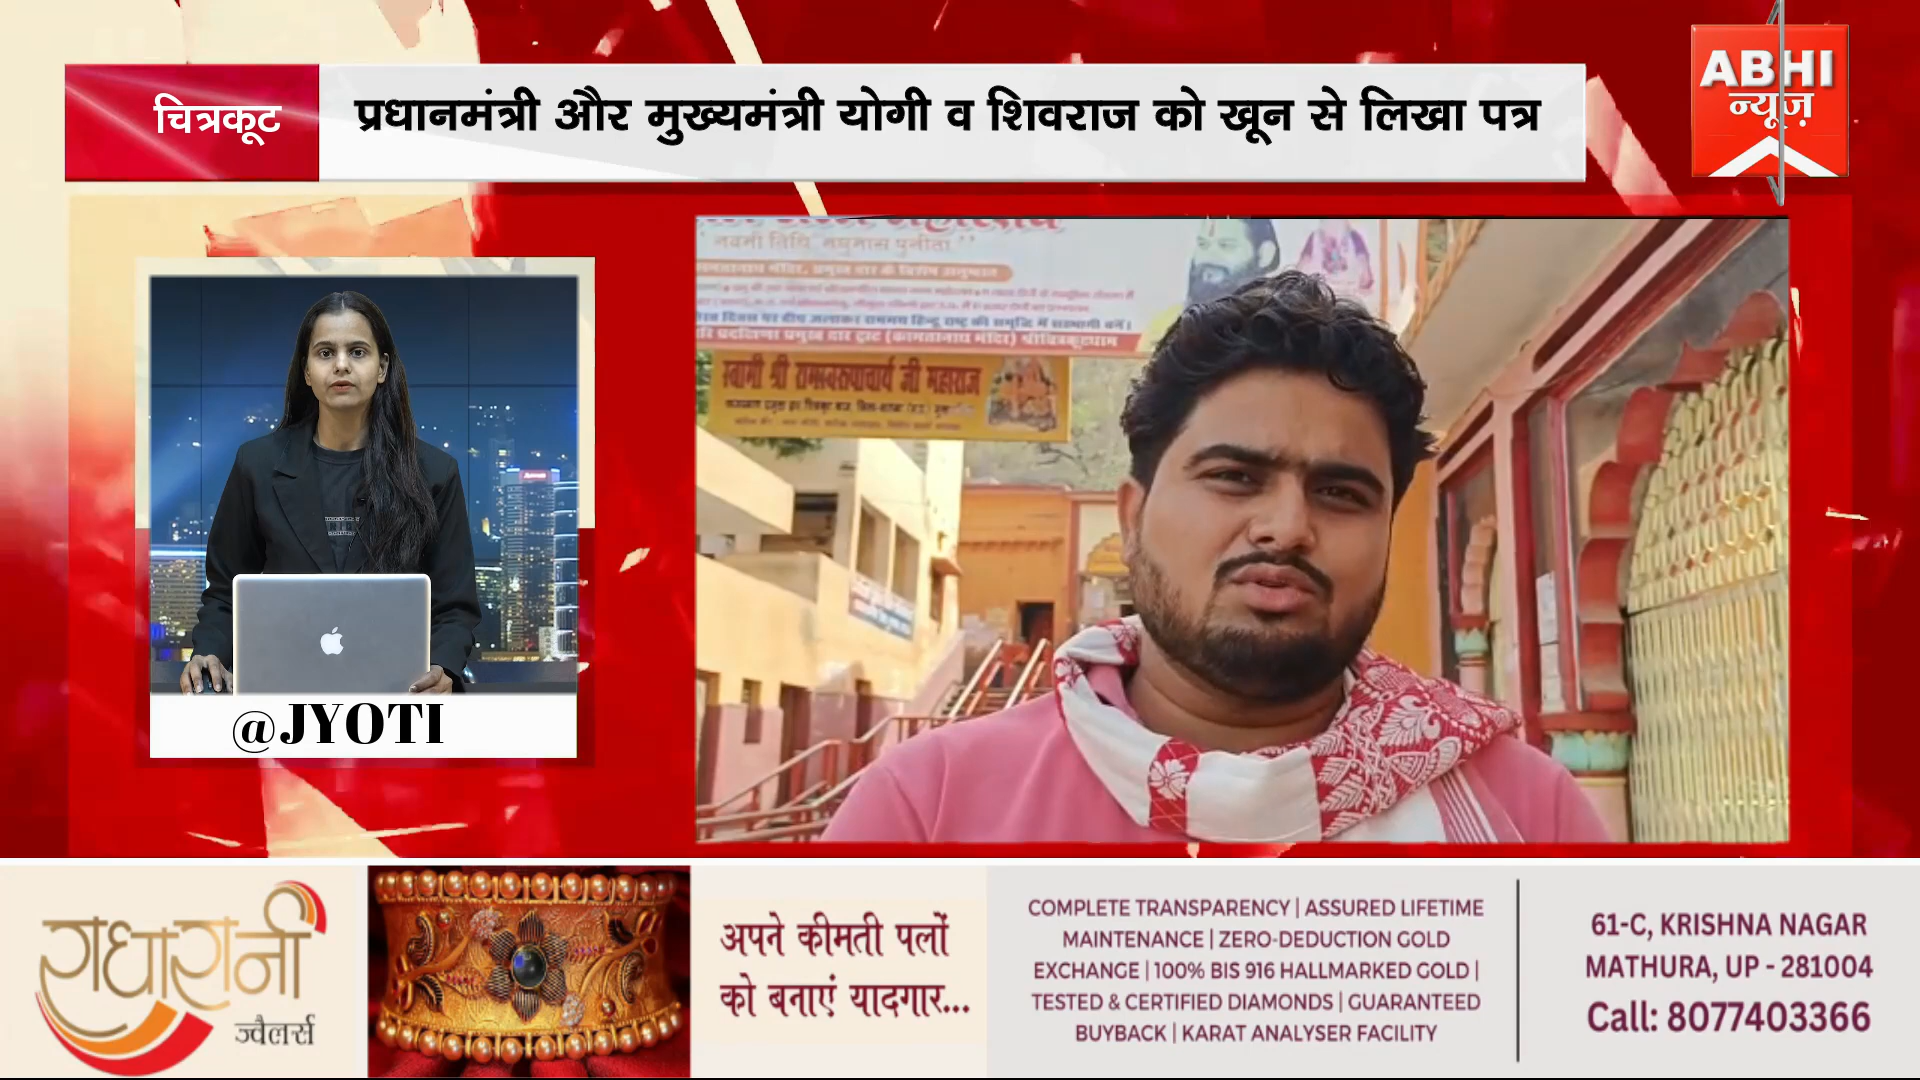 चित्रकूट
प्रधानमंत्री और मुख्यमंत्री योगी व शिवराज को खून से लिखा पत्र
ABHI
न्यूज़
नवमी तिथि मधुमास पुनीता
स्वामी श्री रामस्वरूपाचार्य जी महाराज
@JYOTI
राधारानी
ज्वैलर्स
अपने कीमती पलों
को बनाएं यादगार...
COMPLETE TRANSPARENCY | ASSURED LIFETIME
MAINTENANCE | ZERO-DEDUCTION GOLD
EXCHANGE | 100% BIS 916 HALLMARKED GOLD |
TESTED & CERTIFIED DIAMONDS | GUARANTEED
BUYBACK | KARAT ANALYSER FACILITY
61-C, KRISHNA NAGAR
MATHURA, UP - 281004
Call: 8077403366